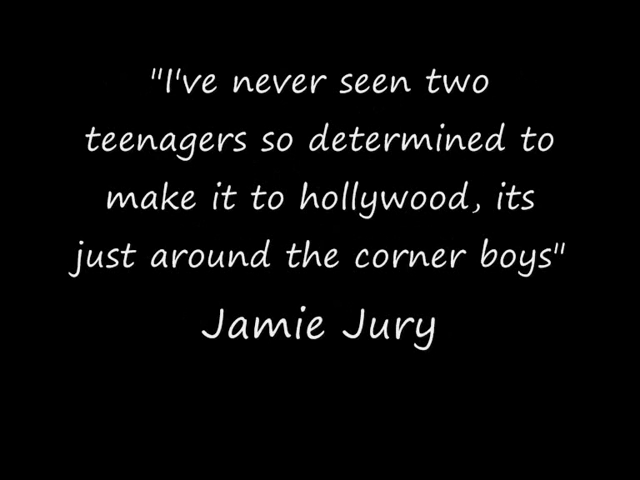 "I've never seen two
teenagers so determined to
make it to hollywood, its
just around the corner boys"
Jamie Jury